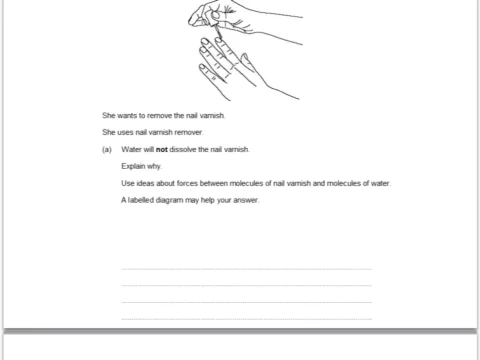 She wants to remove the nail varnish.
She uses nail varnish remover.
(a) Water will not dissolve the nail varnish.
Explain why.
Use ideas about forces between molecules of nail varnish and molecules of water.
A labelled diagram may help your answer.